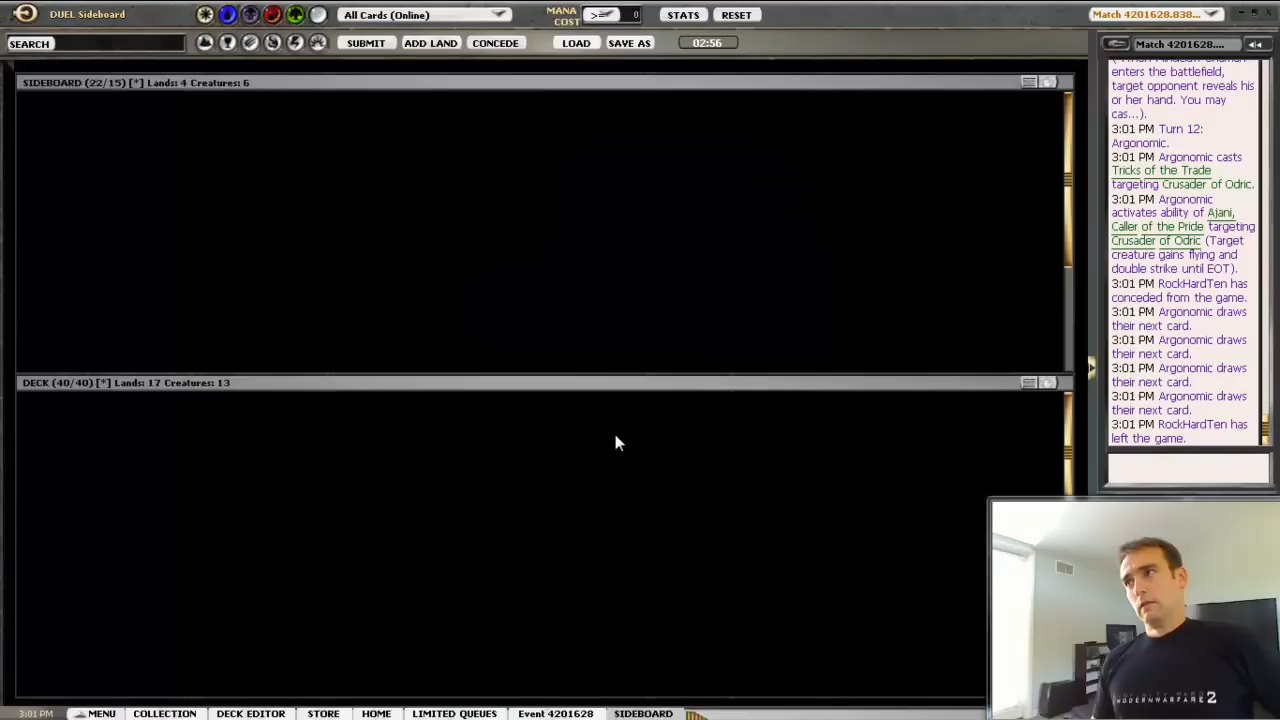 DUEL Sideboard
All Cards (Online)
MANA COST
>=
0
STATS
RESET
Match 4201628.838...
SEARCH
SUBMIT
ADD LAND
CONCEDE
LOAD
SAVE AS
02:56
Match 4201628....
SIDEBOARD (22/15) [*] Lands: 4 Creatures: 6
DECK (40/40) [*] Lands: 17 Creatures: 13
enters the battlefield,
target opponent reveals his
or her hand. You may
cas...).
3:01 PM Turn 12:
Argonomic.
3:01 PM Argonomic casts
Tricks of the Trade
targeting Crusader of Odric.
3:01 PM Argonomic
activates ability of Ajani,
Caller of the Pride targeting
Crusader of Odric (Target
creature gains flying and
double strike until EOT).
3:01 PM RockHardTen has
conceded from the game.
3:01 PM Argonomic draws
their next card.
3:01 PM Argonomic draws
their next card.
3:01 PM Argonomic draws
their next card.
3:01 PM Argonomic draws
their next card.
3:01 PM RockHardTen has
left the game.
MODERNWARFARE 2
3:01 PM
MENU
COLLECTION
DECK EDITOR
STORE
HOME
LIMITED QUEUES
Event 4201628
SIDEBOARD